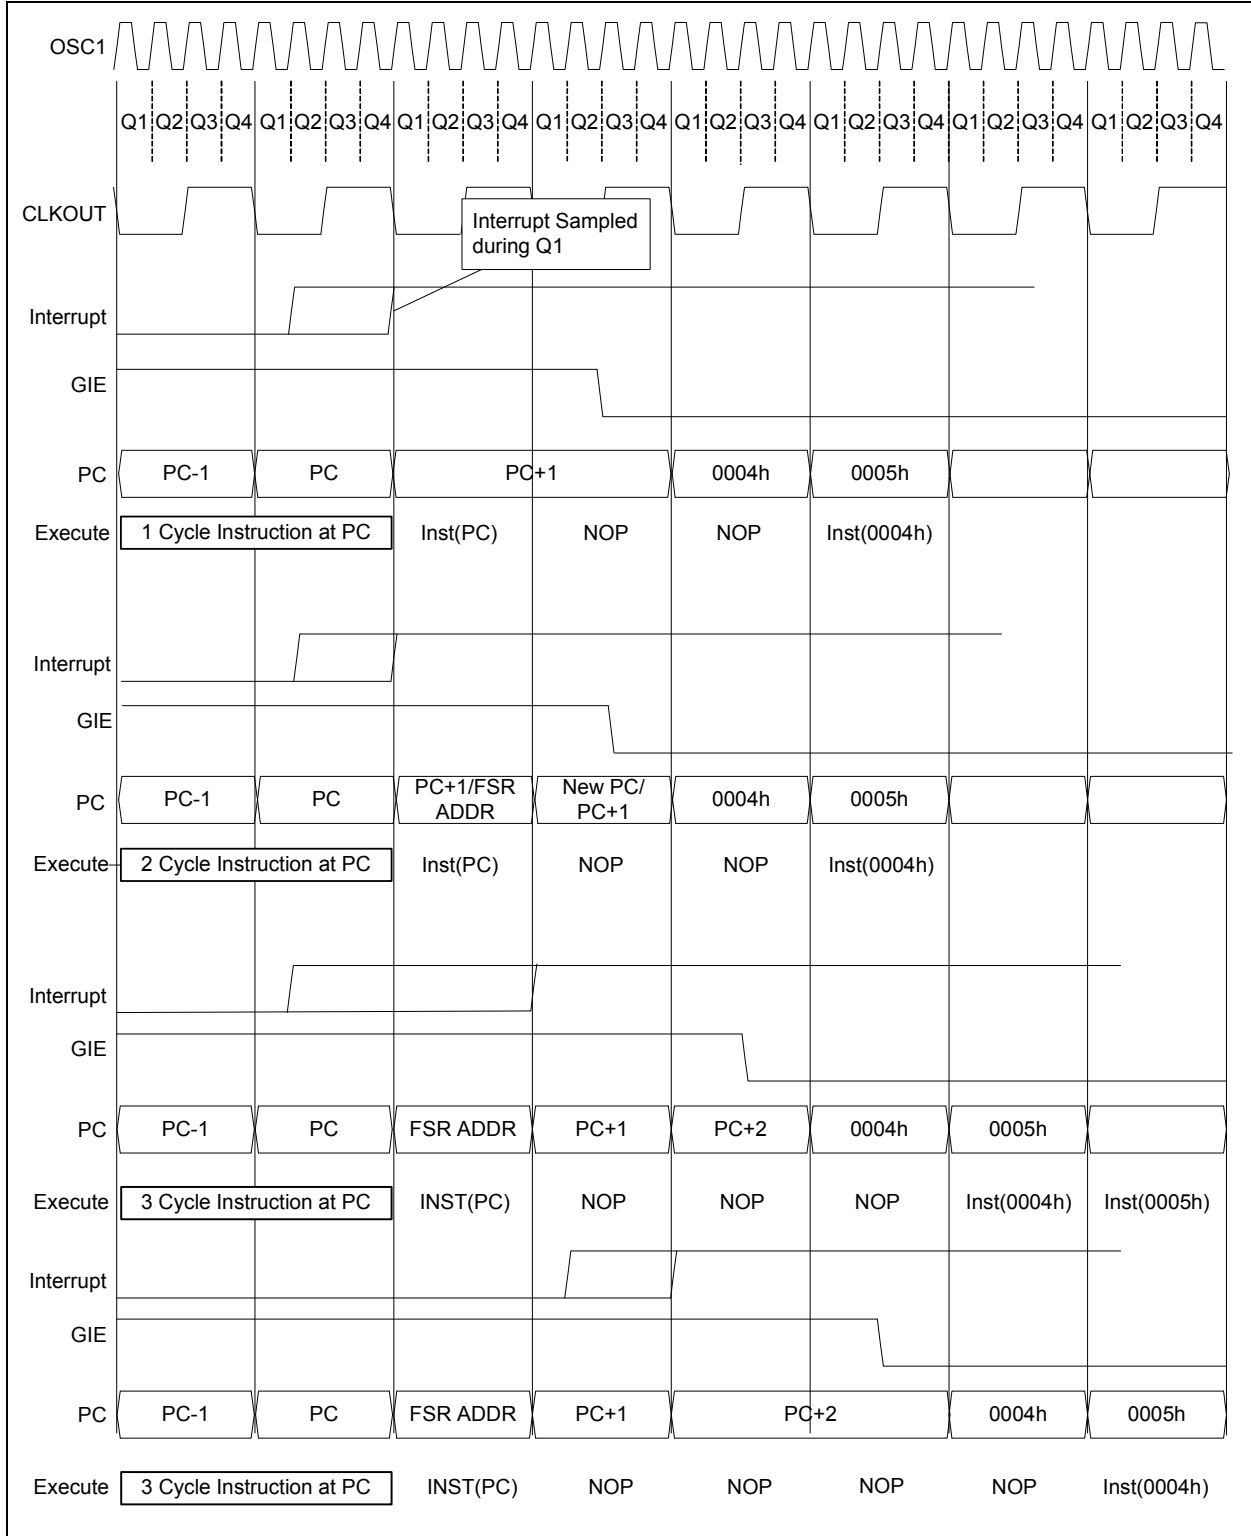 OSC1
Q1 Q2 Q3 Q4 Q1 Q2 Q3 Q4 Q1 Q2 Q3 Q4 Q1 Q2 Q3 Q4 Q1 Q2 Q3 Q4 Q1 Q2 Q3 Q4 Q1 Q2 Q3 Q4 Q1 Q2 Q3 Q4
CLKOUT
Interrupt Sampled
during Q1
Interrupt
GIE
PC PC-1 PC PC+1 0004h 0005h
Execute 1 Cycle Instruction at PC Inst(PC) NOP NOP Inst(0004h)
Interrupt
GIE
PC PC-1 PC PC+1/FSR ADDR New PC/ PC+1 0004h 0005h
Execute 2 Cycle Instruction at PC Inst(PC) NOP NOP Inst(0004h)
Interrupt
GIE
PC PC-1 PC FSR ADDR PC+1 PC+2 0004h 0005h
Execute 3 Cycle Instruction at PC INST(PC) NOP NOP NOP Inst(0004h) Inst(0005h)
Interrupt
GIE
PC PC-1 PC FSR ADDR PC+1 PC+2 0004h 0005h
Execute 3 Cycle Instruction at PC INST(PC) NOP NOP NOP NOP Inst(0004h)